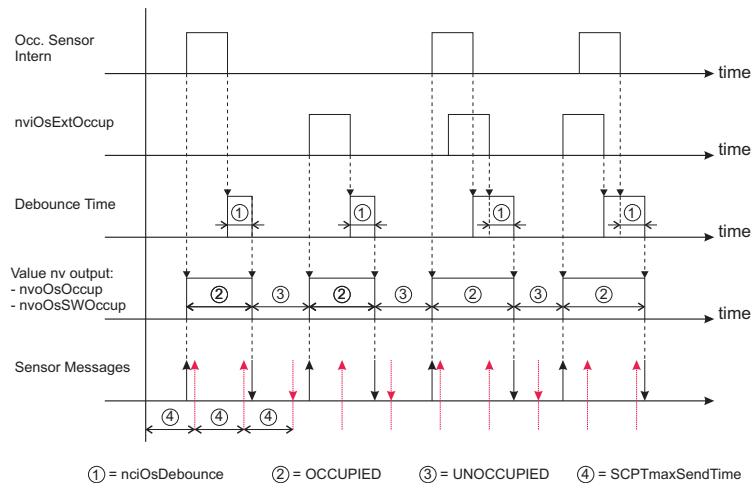 Occ. Sensor
Intern
time
nviOsExtOccup
time
Debounce Time
① ① ① ①
time
Value nv output:
- nvoOsOccup
- nvoOsSWOccup
② ③ ② ③ ② ③ ②
time
Sensor Messages
time
④ ④ ④
① = nciOsDebounce ② = OCCUPIED ③ = UNOCCUPIED ④ = SCPTmaxSendTime